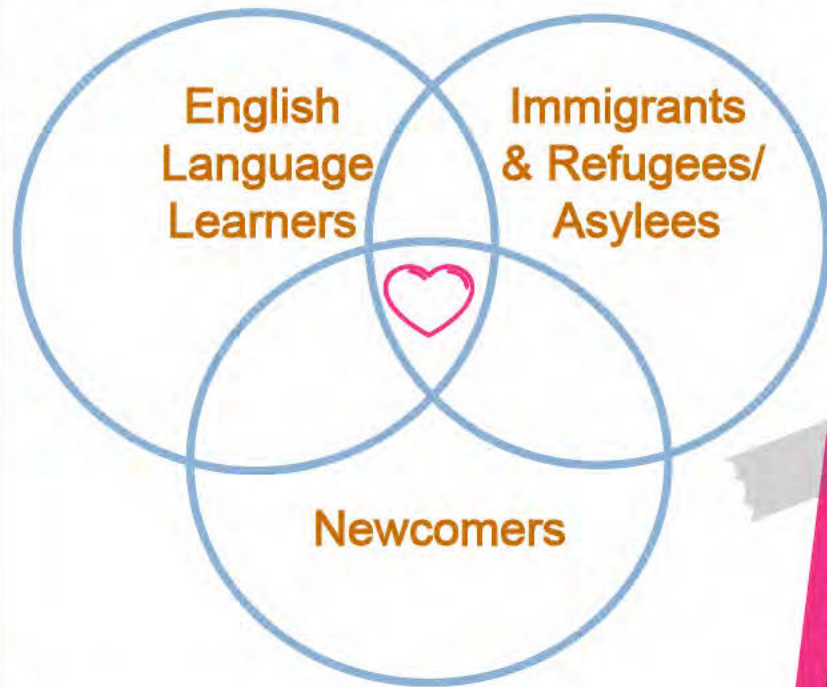 English
Language
Learners
Immigrants
& Refugees/
Asylees
Newcomers